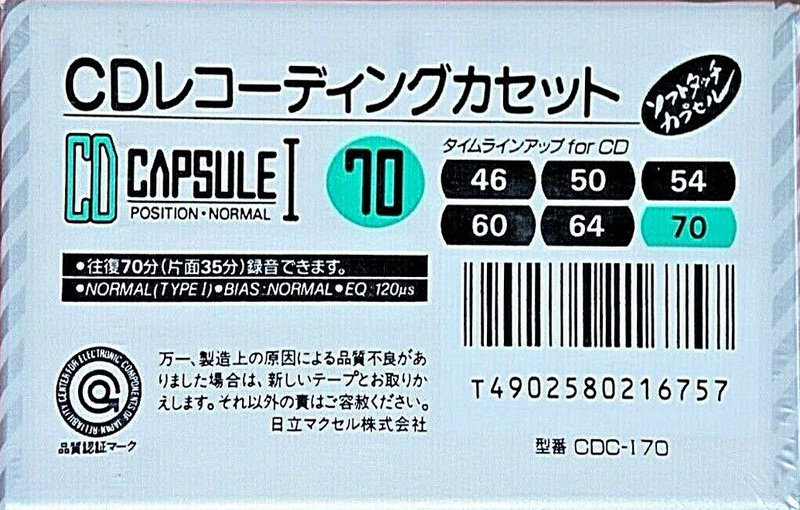 CDレコーディングカセット
ソフトタッチ
カプセル
CD CAPSULE I
POSITION・NORMAL
70
タイムラインアップ for CD
46 50 54
60 64 70
●往復70分(片面35分)録音できます。
●NORMAL(TYPE I)●BIAS:NORMAL●EQ:120μs
RELIABILITY CENTER FOR ELECTRONIC COMPONENTS OF JAPAN
品質認証マーク
万一、製造上の原因による品質不良があ
りました場合は、新しいテープとお取りか
えします。それ以外の責はご容赦ください。
日立マクセル株式会社
T4902580216757
型番 CDC-170